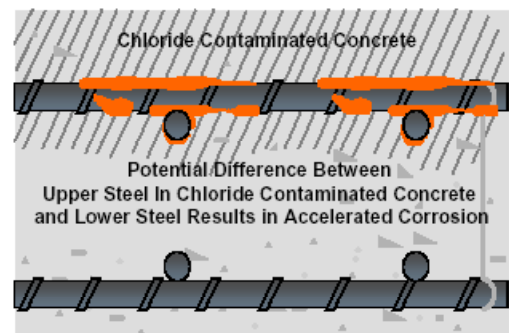 Chloride Contaminated Concrete
Potential Difference Between
Upper Steel In Chloride Contaminated Concrete
and Lower Steel Results in Accelerated Corrosion